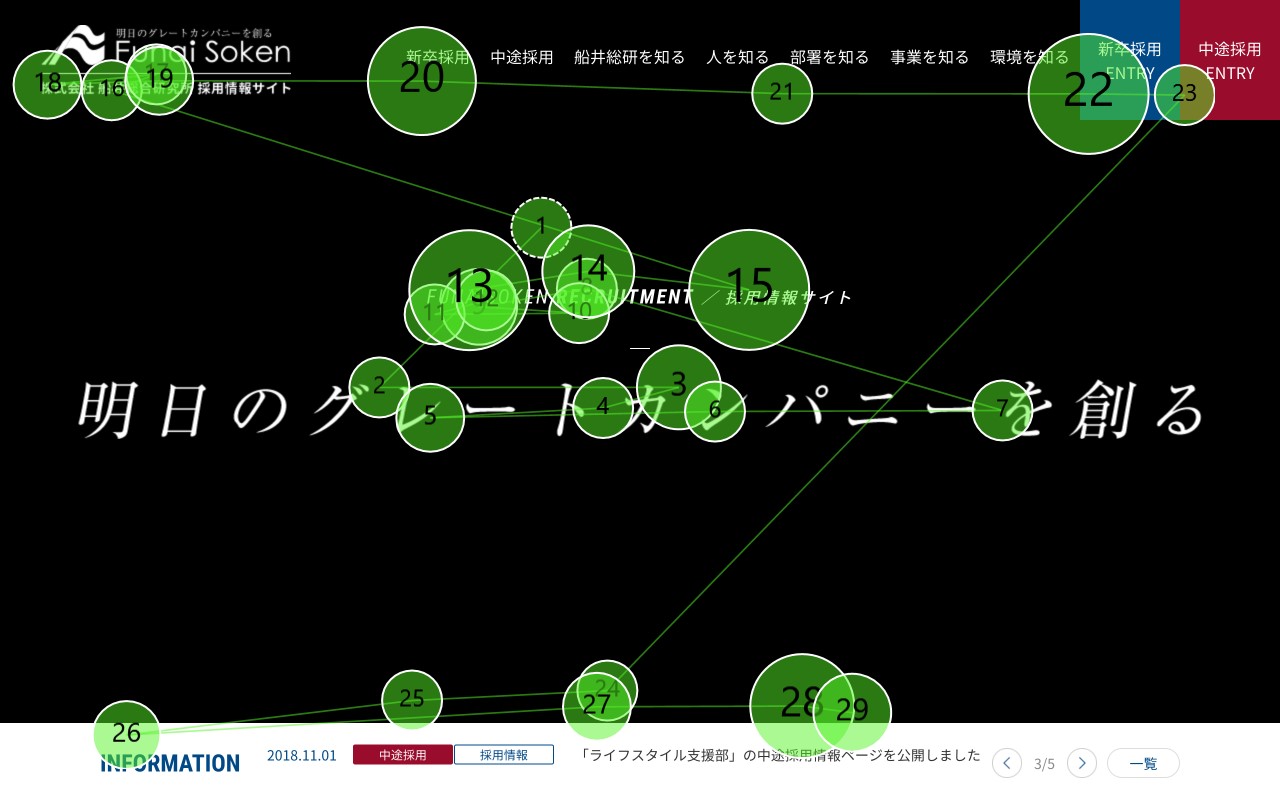 明日のグレートカンパニーを創る
Funai Soken
株式会社 船井総合研究所 採用情報サイト
新卒採用 中途採用 船井総研を知る 人を知る 部署を知る 事業を知る 環境を知る
新卒採用 ENTRY
中途採用 ENTRY
18 16 17 19 20 21 22 23
1
13 14 15
11 9 12 8 10
FUNAI SOKEN RECRUITMENT ／ 採用情報サイト
2 3 4 5 6 7
明日のグレートカンパニーを創る
24 25 26 27 28 29
INFORMATION 2018.11.01 中途採用 採用情報 「ライフスタイル支援部」の中途採用情報ページを公開しました 3/5 一覧